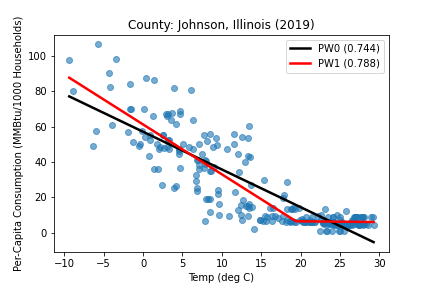 County: Johnson, Illinois (2019)
PW0 (0.744)
PW1 (0.788)
Per-Capita Consumption (MMBtu/1000 Households)
100
80
60
40
20
0
−10 −5 0 5 10 15 20 25 30
Temp (deg C)